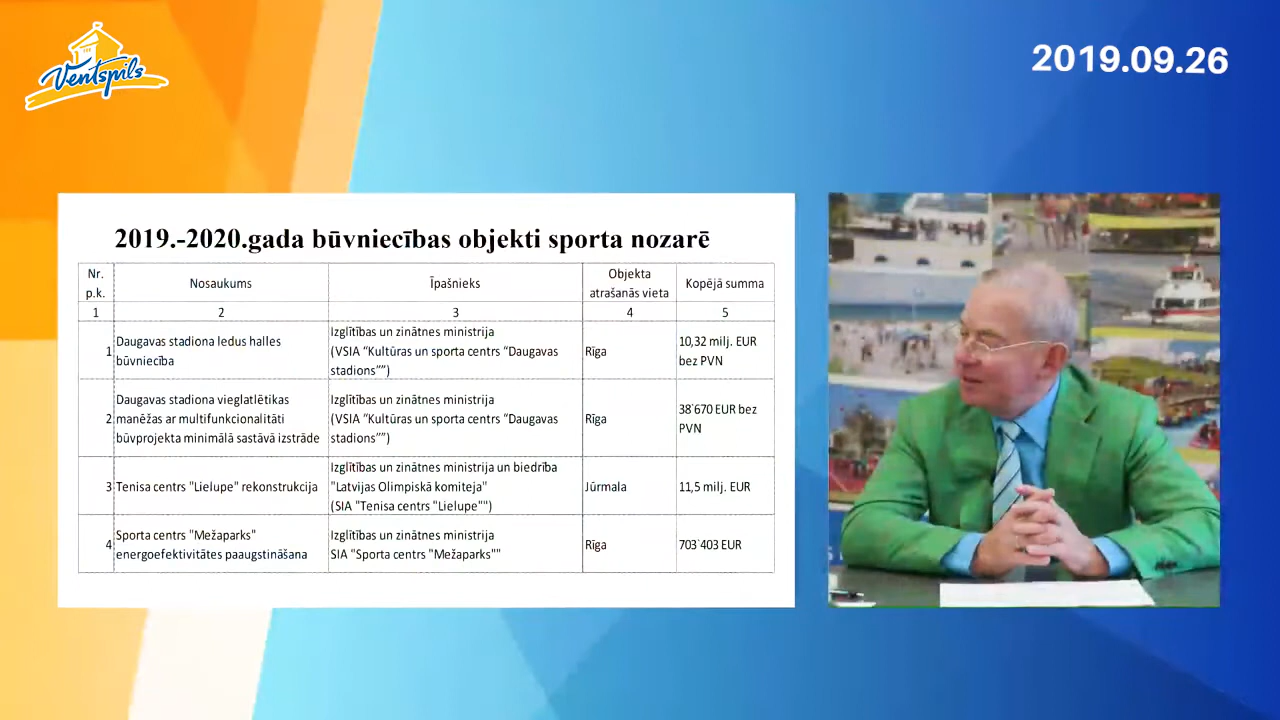 Ventspils
2019.09.26
2019.-2020.gada būvniecības objekti sporta nozarē
Nr.
p.k.
Nosaukums
Īpašnieks
Objekta
atrašanās vieta
Kopējā summa
1
2
3
4
5
1
Daugavas stadiona ledus halles
būvniecība
Izglītības un zinātnes ministrija
(VSIA “Kultūras un sporta centrs “Daugavas
stadions””)
Rīga
10,32 milj. EUR
bez PVN
2
Daugavas stadiona vieglatlētikas
manēžas ar multifunkcionalitāti
būvprojekta minimālā sastāvā izstrāde
Izglītības un zinātnes ministrija
(VSIA “Kultūras un sporta centrs “Daugavas
stadions””)
Rīga
38`670 EUR bez
PVN
3
Tenisa centrs "Lielupe" rekonstrukcija
Izglītības un zinātnes ministrija un biedrība
"Latvijas Olimpiskā komiteja"
(SIA "Tenisa centrs "Lielupe"")
Jūrmala
11,5 milj. EUR
4
Sporta centrs "Mežaparks"
energoefektivitātes paaugstināšana
Izglītības un zinātnes ministrija
SIA "Sporta centrs "Mežaparks""
Rīga
703`403 EUR